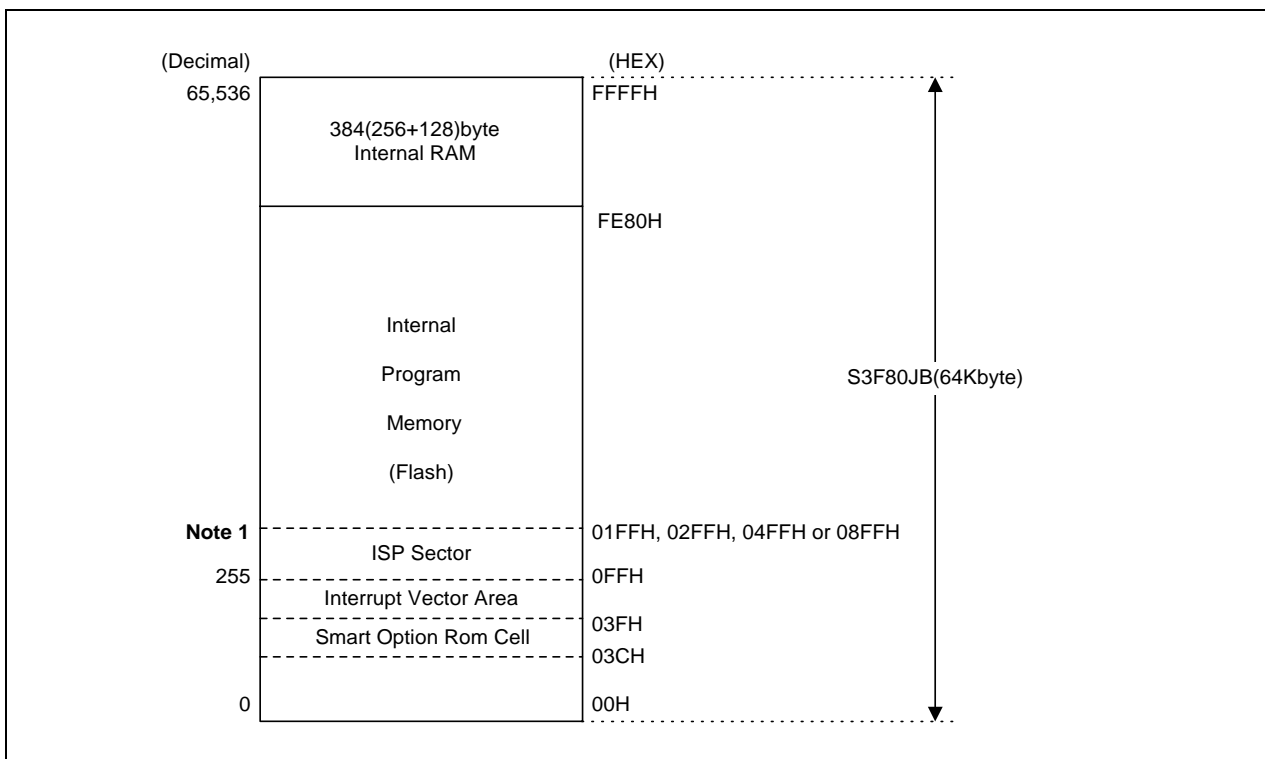 (Decimal)
(HEX)
65,536
FFFFH
384(256+128)byte
Internal RAM
FE80H
Internal
Program
Memory
(Flash)
S3F80JB(64Kbyte)
Note 1
01FFH, 02FFH, 04FFH or 08FFH
ISP Sector
255
0FFH
Interrupt Vector Area
03FH
Smart Option Rom Cell
03CH
0
00H